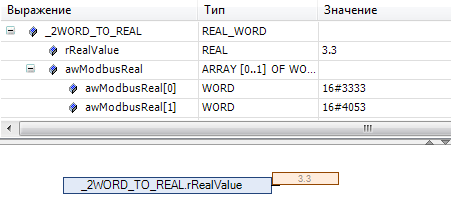 Выражение Тип Значение
_2WORD_TO_REAL REAL_WORD
rRealValue REAL 3.3
awModbusReal ARRAY [0..1] OF WO...
awModbusReal[0] WORD 16#3333
awModbusReal[1] WORD 16#4053
_2WORD_TO_REAL.rRealValue 3.3